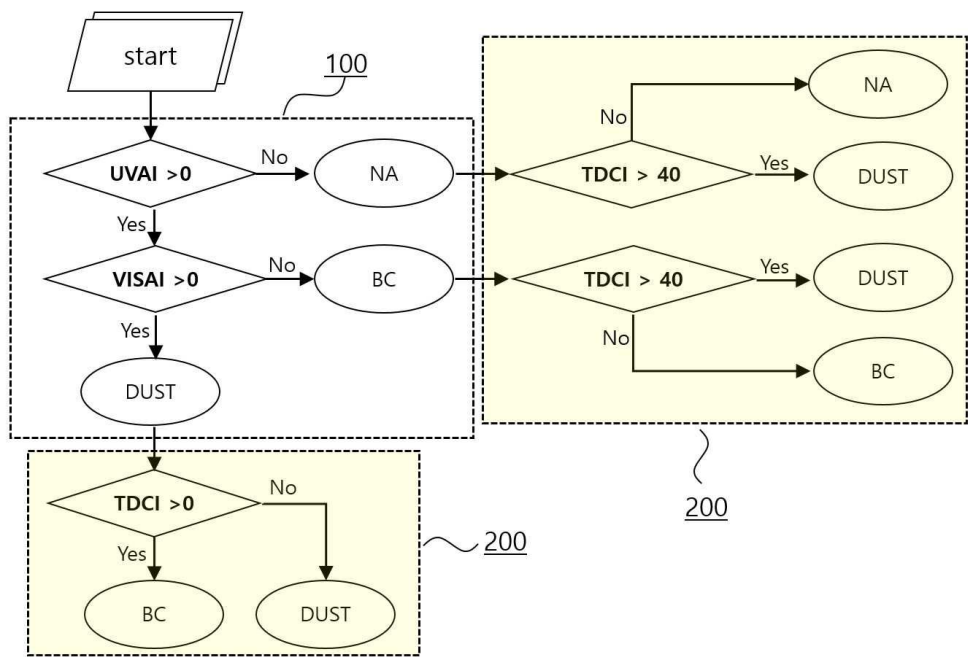 start
100
UVAI >0
No
NA
Yes
VISAI >0
No
BC
Yes
DUST
TDCI > 40
No
NA
Yes
DUST
TDCI > 40
Yes
DUST
No
BC
200
TDCI >0
No
Yes
BC
DUST
200